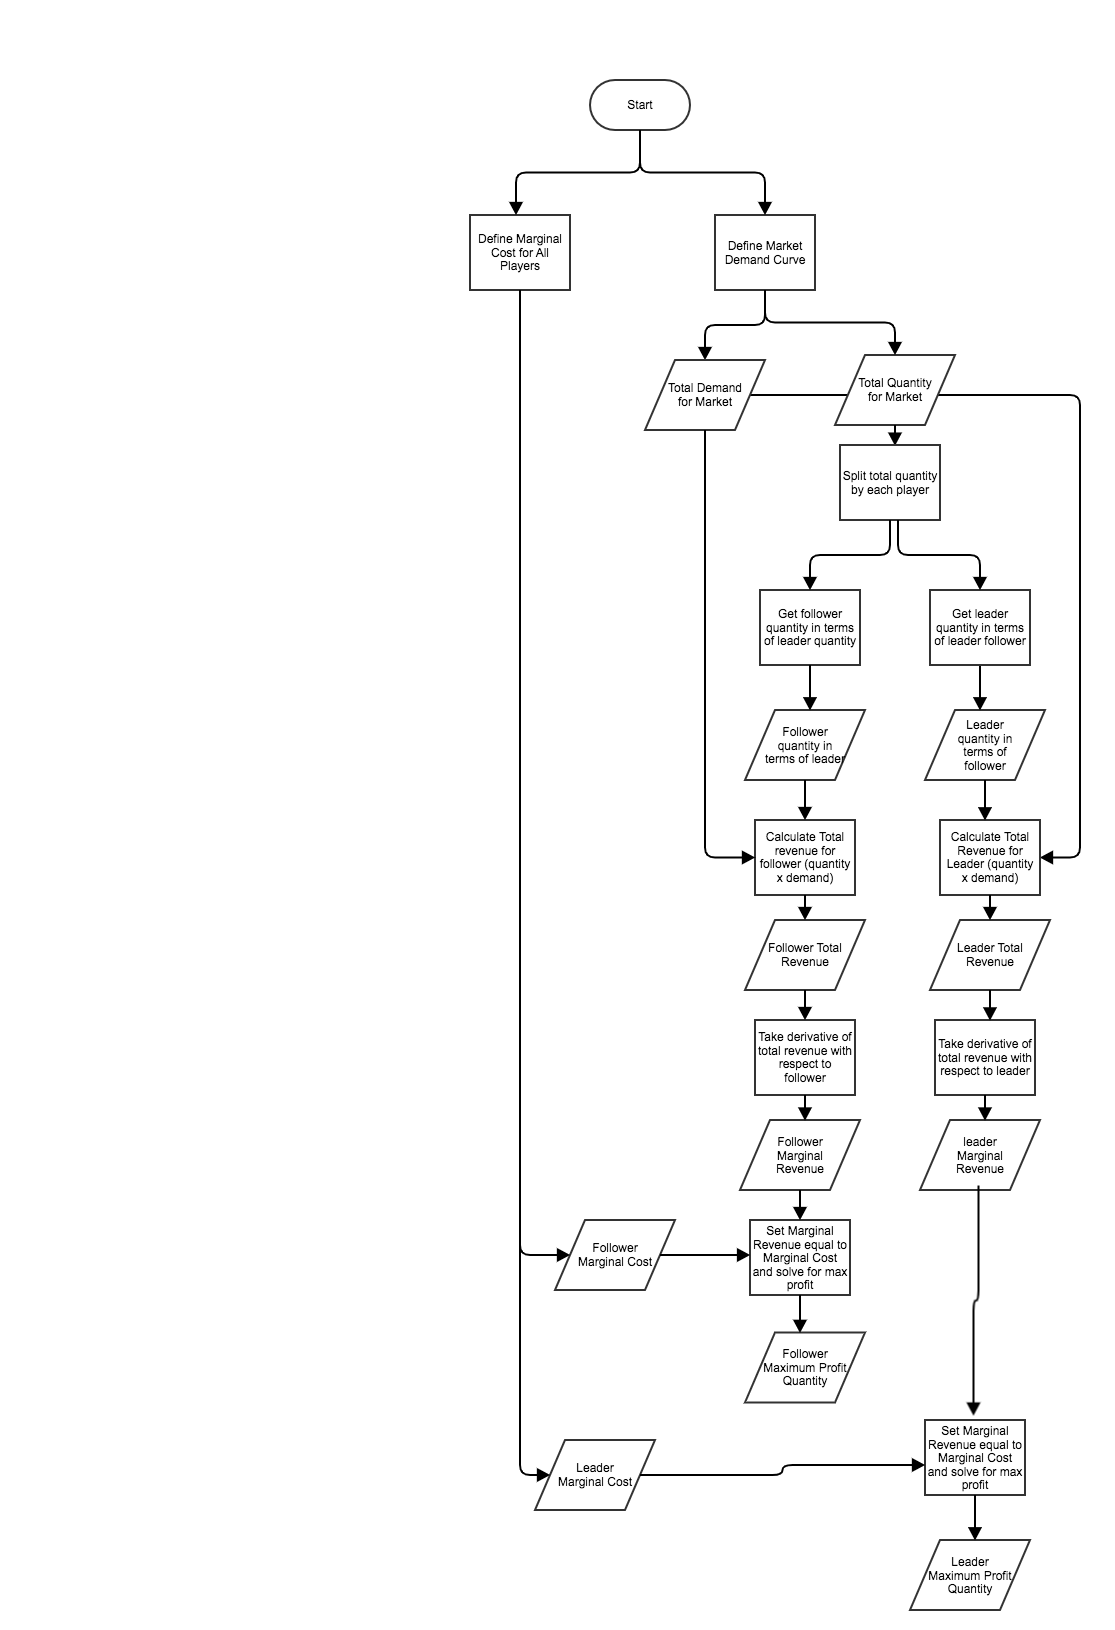 Start
Define Marginal
Cost for All
Players
Define Market
Demand Curve
Total Demand
for Market
Total Quantity
for Market
Split total quantity
by each player
Get follower
quantity in terms
of leader quantity
Get leader
quantity in terms
of leader follower
Follower
quantity in
terms of leader
Leader
quantity in
terms of
follower
Calculate Total
revenue for
follower (quantity
x demand)
Calculate Total
Revenue for
Leader (quantity
x demand)
Follower Total
Revenue
Leader Total
Revenue
Take derivative of
total revenue with
respect to
follower
Take derivative of
total revenue with
respect to leader
Follower
Marginal
Revenue
leader
Marginal
Revenue
Follower
Marginal Cost
Set Marginal
Revenue equal to
Marginal Cost
and solve for max
profit
Follower
Maximum Profit
Quantity
Leader
Marginal Cost
Set Marginal
Revenue equal to
Marginal Cost
and solve for max
profit
Leader
Maximum Profit
Quantity